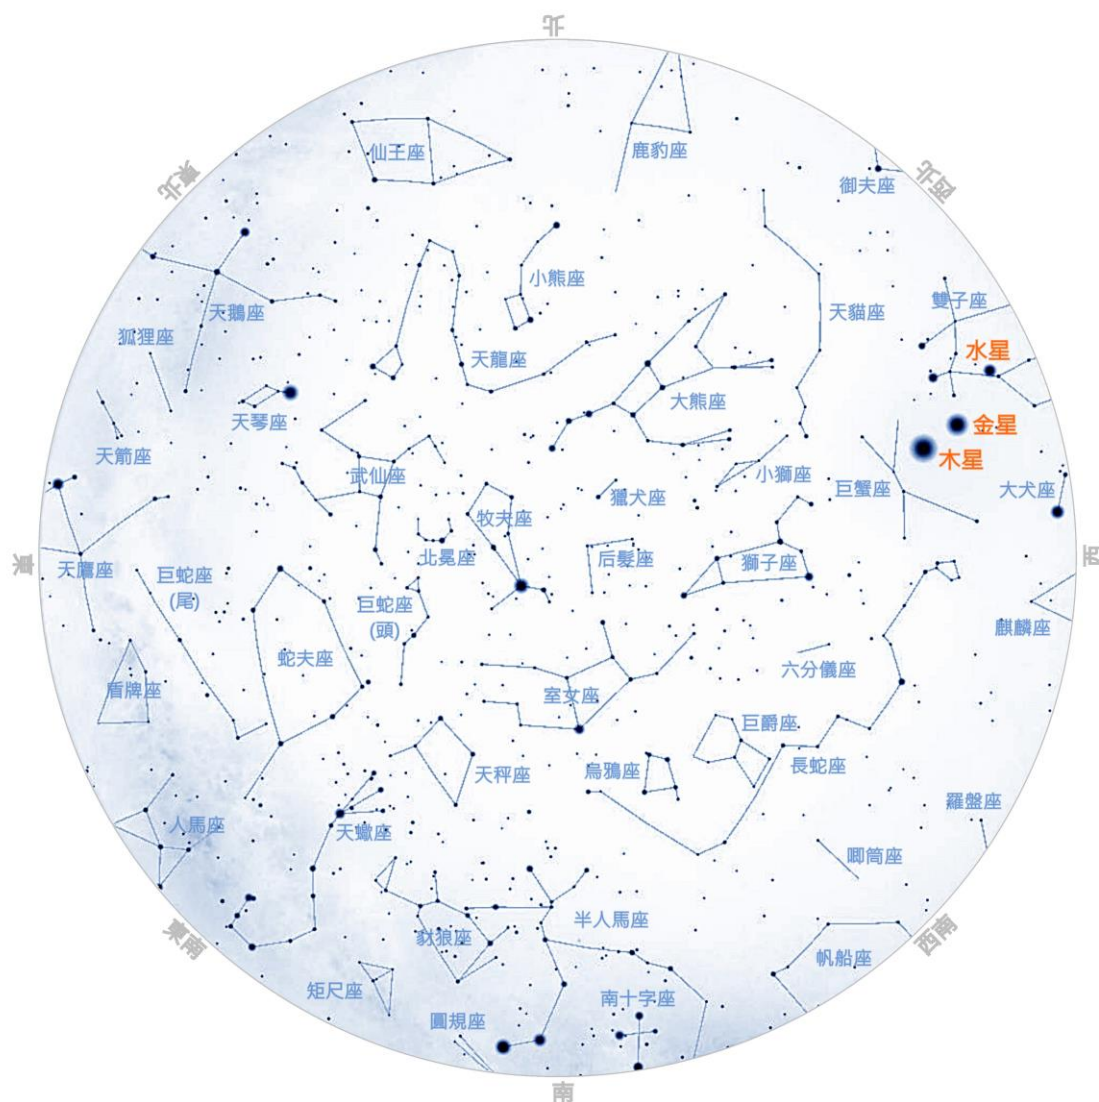 北
仙王座
鹿豹座
御夫座
西北
東北
小熊座
雙子座
天鵝座
天貓座
狐狸座
水星
天龍座
大熊座
天琴座
金星
天箭座
武仙座
小獅座
木星
巨蟹座
大犬座
獵犬座
牧夫座
北冕座
后髮座
獅子座
東
西
天鷹座
巨蛇座
(尾)
巨蛇座
(頭)
麒麟座
蛇夫座
六分儀座
盾牌座
室女座
巨爵座
天秤座
烏鴉座
長蛇座
羅盤座
人馬座
天蠍座
唧筒座
半人馬座
豺狼座
東南
西南
帆船座
矩尺座
南十字座
圓規座
南